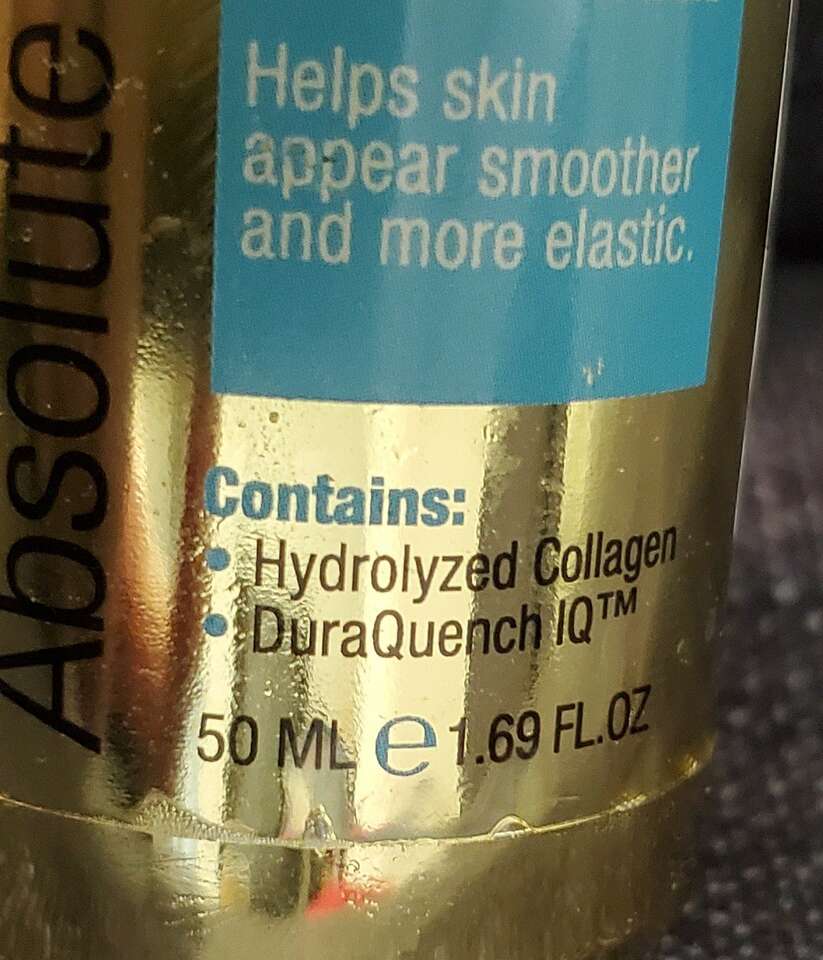 Absolute
Helps skin
appear smoother
and more elastic.
Contains:
• Hydrolyzed Collagen
• DuraQuench IQ™
50 ML e 1.69 FL.OZ